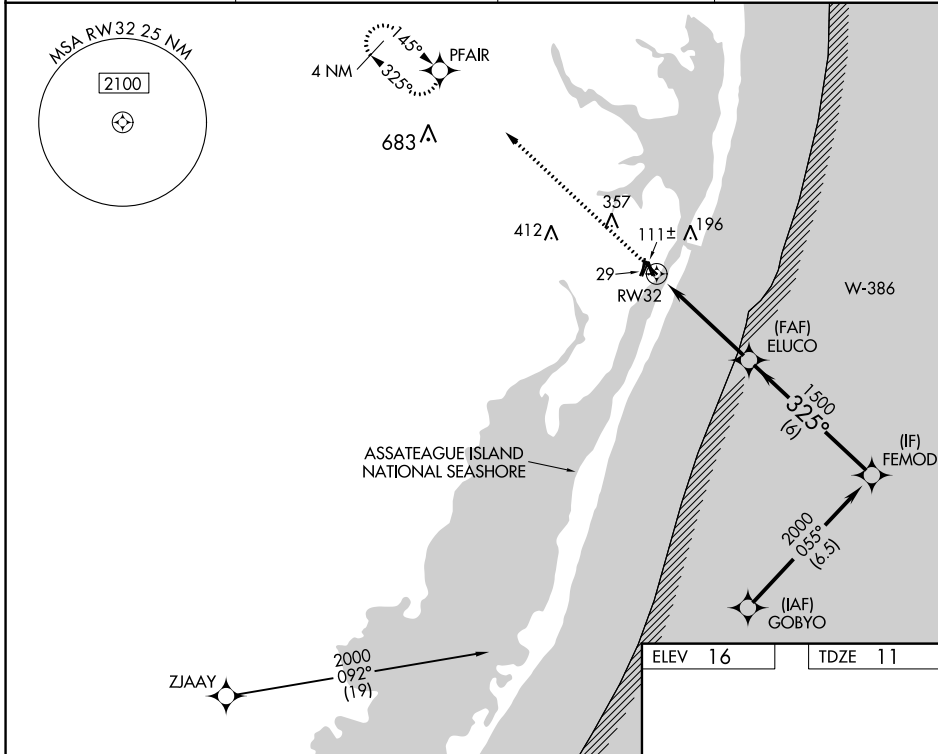 MSA RW32 25 NM
2100
4 NM
145°
325°
PFAIR
683
357
412
111±
196
29
RW32
W-386
(FAF)
ELUCO
1500
325°
(6)
(IF)
FEMOD
ASSATEAGUE ISLAND
NATIONAL SEASHORE
2000
055°
(6.5)
(IAF)
GOBYO
ZJAAY
2000
092°
(19)
ELEV 16
TDZE 11